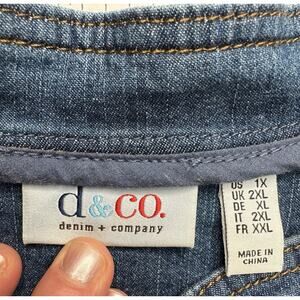 d&co.
denim + company
US 1X
UK 2XL
DE XL
IT 2XL
FR XXL
MADE IN
CHINA